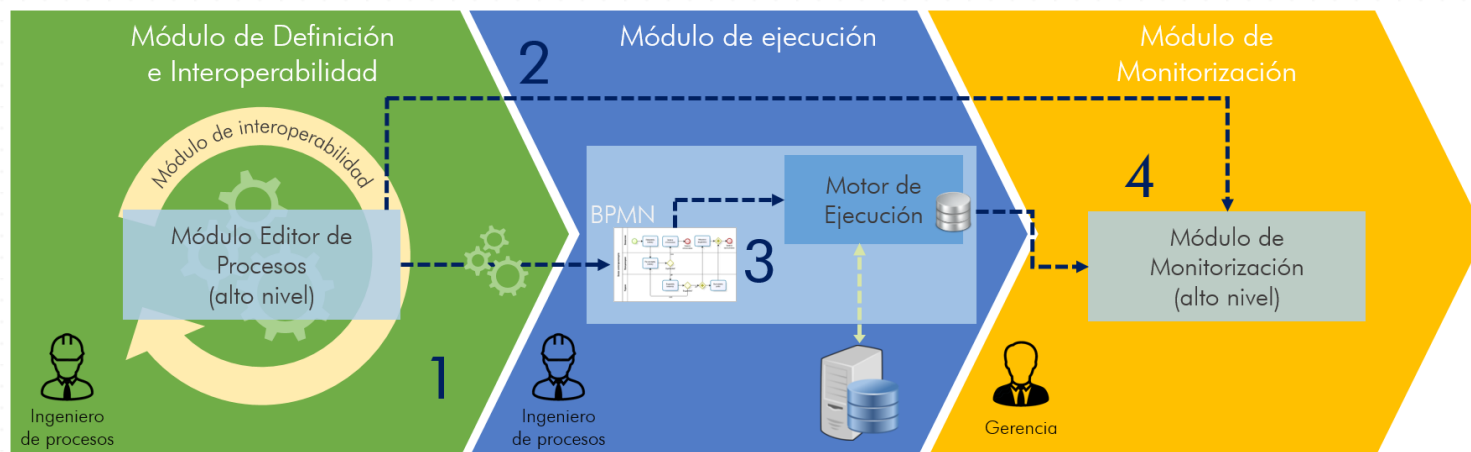 Módulo de Definición
e Interoperabilidad
Módulo de interoperabilidad
Módulo Editor de
Procesos
(alto nivel)
1
Ingeniero
de procesos
Módulo de ejecución
2
BPMN
3
Motor de
Ejecución
Ingeniero
de procesos
Módulo de
Monitorización
4
Módulo de
Monitorización
(alto nivel)
Gerencia